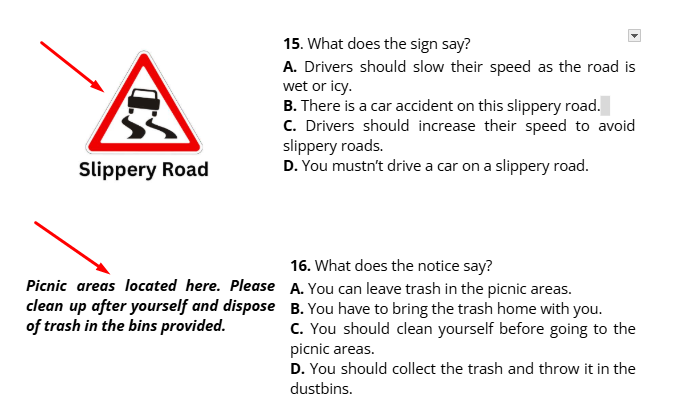 15. What does the sign say?
A. Drivers should slow their speed as the road is
wet or icy.
B. There is a car accident on this slippery road.
C. Drivers should increase their speed to avoid
slippery roads.
D. You mustn’t drive a car on a slippery road.
Slippery Road
16. What does the notice say?
Picnic areas located here. Please
clean up after yourself and dispose
of trash in the bins provided.
A. You can leave trash in the picnic areas.
B. You have to bring the trash home with you.
C. You should clean yourself before going to the
picnic areas.
D. You should collect the trash and throw it in the
dustbins.